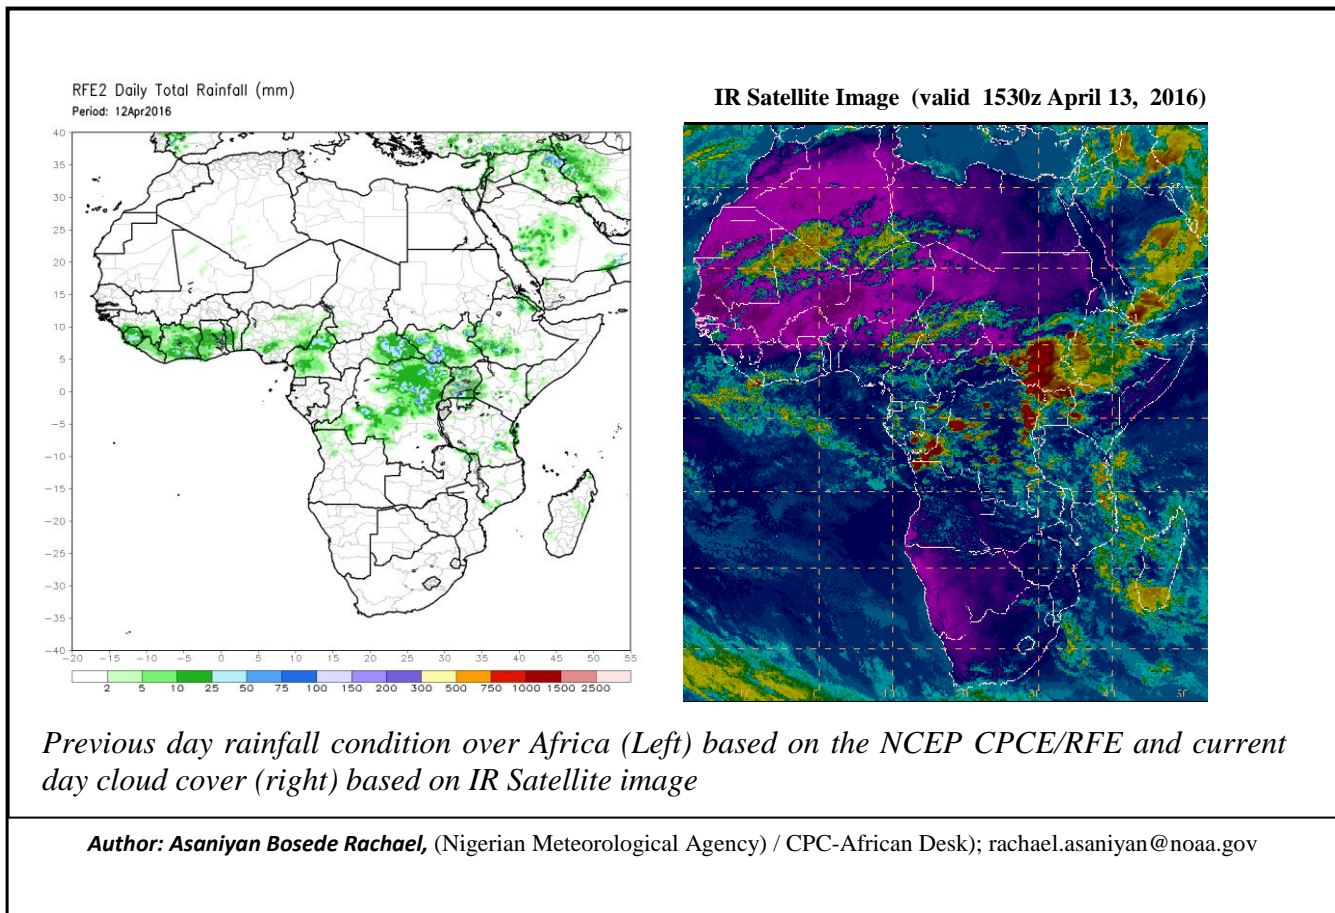 RFE2 Daily Total Rainfall (mm)
Period: 12Apr2016
40
35
30
25
20
15
10
5
0
−5
−10
−15
−20
−25
−30
−35
−40
−20 −15 −10 −5 0 5 10 15 20 25 30 35 40 45 50 55
2 5 10 25 50 75 100 150 200 300 500 750 1000 1500 2500
IR Satellite Image (valid 1530z April 13, 2016)
Previous day rainfall condition over Africa (Left) based on the NCEP CPCE/RFE and current
day cloud cover (right) based on IR Satellite image
Author: Asaniyan Bosede Rachael, (Nigerian Meteorological Agency) / CPC-African Desk); rachael.asaniyan@noaa.gov